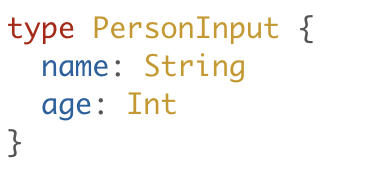 type PersonInput {
  name: String
  age: Int
}